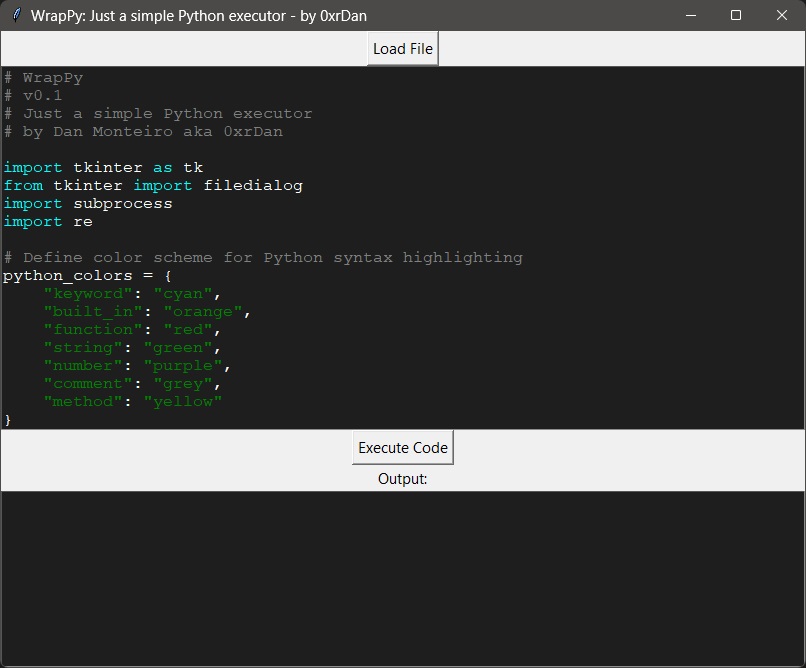 WrapPy: Just a simple Python executor - by 0xrDan
Load File
# WrapPy
# v0.1
# Just a simple Python executor
# by Dan Monteiro aka 0xrDan
import tkinter as tk
from tkinter import filedialog
import subprocess
import re
# Define color scheme for Python syntax highlighting
python_colors = {
    "keyword": "cyan",
    "built_in": "orange",
    "function": "red",
    "string": "green",
    "number": "purple",
    "comment": "grey",
    "method": "yellow"
}
Execute Code
Output: